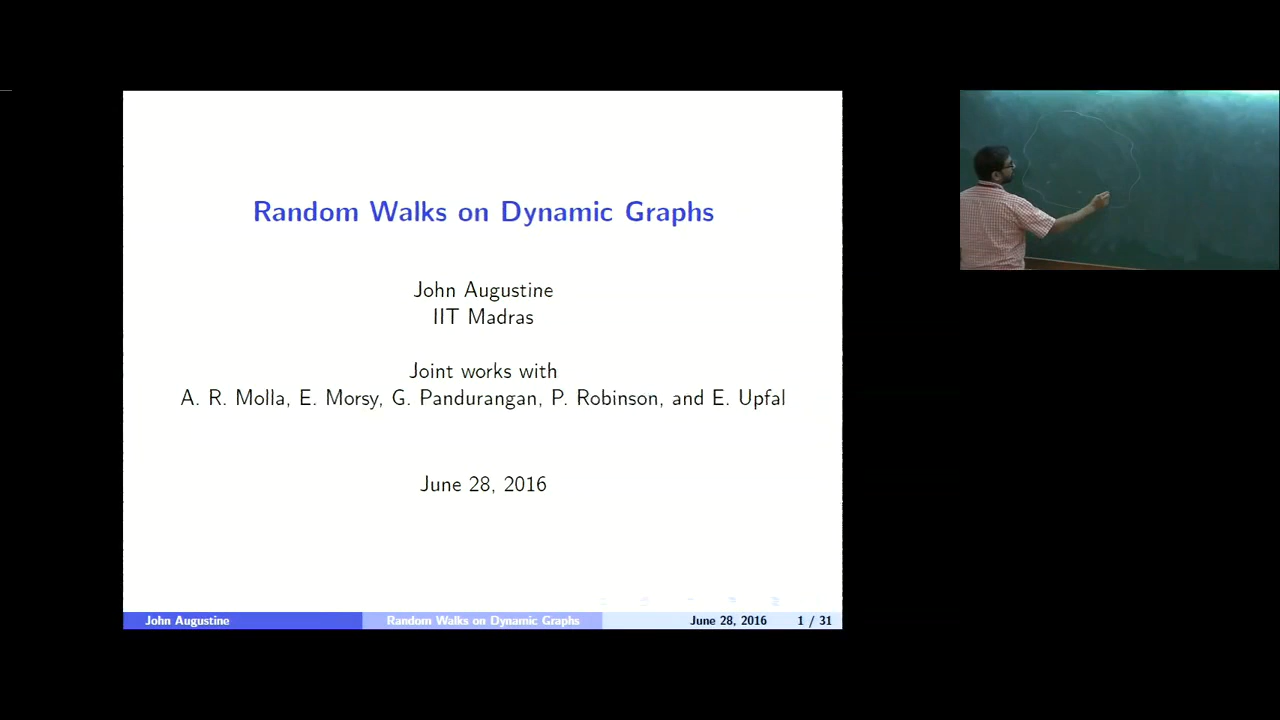 Random Walks on Dynamic Graphs
John Augustine
IIT Madras
Joint works with
A. R. Molla, E. Morsy, G. Pandurangan, P. Robinson, and E. Upfal
June 28, 2016
John Augustine
Random Walks on Dynamic Graphs
June 28, 2016
1 / 31